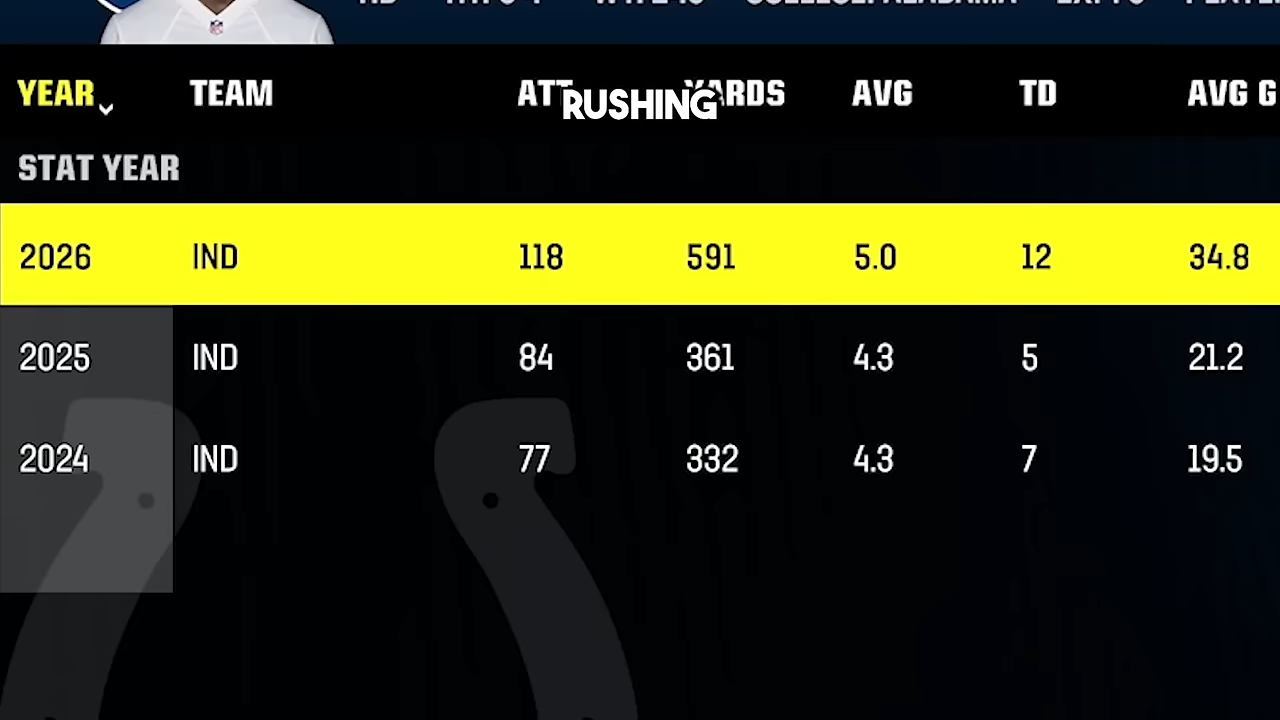 YEAR TEAM ATT YARDS AVG TD AVG G
RUSHING
STAT YEAR
2026 IND 118 591 5.0 12 34.8
2025 IND 84 361 4.3 5 21.2
2024 IND 77 332 4.3 7 19.5